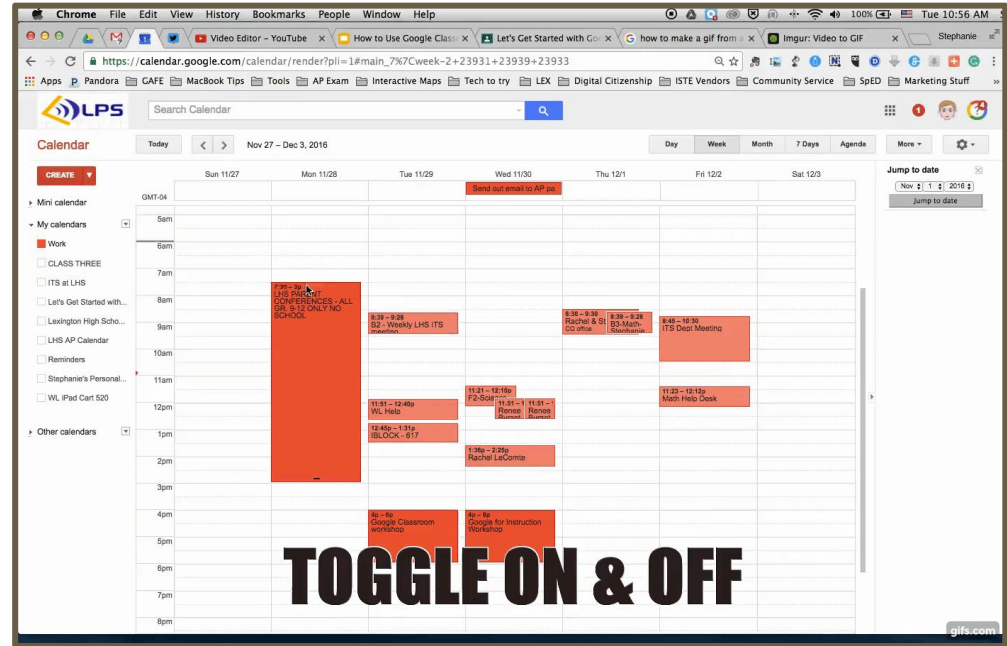 Chrome File Edit View History Bookmarks People Window Help 100% Tue 10:56 AM
Video Editor - YouTube How to Use Google Class Let's Get Started with Goo how to make a gif from a Imgur: Video to GIF Stephanie
https://calendar.google.com/calendar/render?pli=1#main_7%7Cweek-2+23931+23939+23933
Apps Pandora GAFE MacBook Tips Tools AP Exam Interactive Maps Tech to try LEX Digital Citizenship ISTE Vendors Community Service SpED Marketing Stuff »
LPS Search Calendar 1
Calendar Today Nov 27 – Dec 3, 2016 Day Week Month 7 Days Agenda More
CREATE
Mini calendar
My calendars
Work
CLASS THREE
ITS at LHS
Let's Get Started with...
Lexington High Scho...
LHS AP Calendar
Reminders
Stephanie's Personal...
WL iPad Cart 520
Other calendars
Sun 11/27 Mon 11/28 Tue 11/29 Wed 11/30 Thu 12/1 Fri 12/2 Sat 12/3
Send out email to AP pa
GMT-04
5am
6am
7am
8am
9am
10am
11am
12pm
1pm
2pm
3pm
4pm
5pm
6pm
7pm
8pm
LHS PARENT
CONFERENCES - ALL
GR. 9-12 ONLY NO
SCHOOL
8:39 – 9:28
B2 - Weekly LHS ITS
meeting
11:51 – 12:40p
WL Help
12:45p – 1:31p
IBLOCK - 617
4p – 6p
Google Classroom
workshop
11:21 – 12:10p
F2-Science
11:51 – 1
Renee
11:51 –
Renee
1:38p – 2:25p
Rachel LeComte
4p – 6p
Google for Instruction
Workshop
8:30 – 9:30
Rachel & St
CO office
8:39 – 9:28
B3-Math-
Stephanie
8:45 – 10:30
ITS Dept Meeting
11:23 – 12:12p
Math Help Desk
Jump to date
Nov 1 2016
Jump to date
TOGGLE ON & OFF
gifs.com